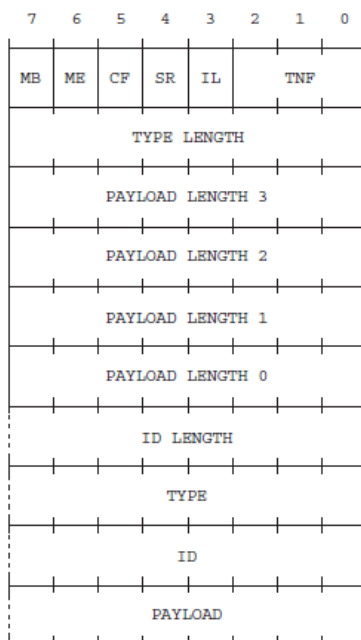 7 6 5 4 3 2 1 0
MB ME CF SR IL TNF
TYPE LENGTH
PAYLOAD LENGTH 3
PAYLOAD LENGTH 2
PAYLOAD LENGTH 1
PAYLOAD LENGTH 0
ID LENGTH
TYPE
ID
PAYLOAD